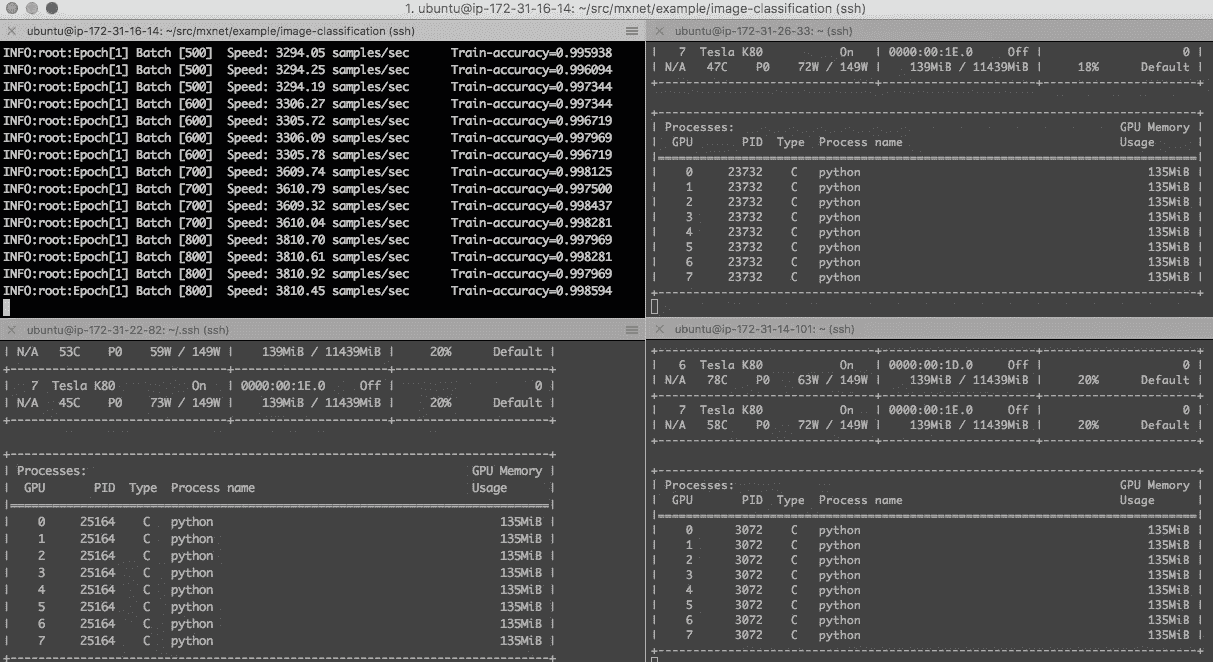 1. ubuntu@ip-172-31-16-14: ~/src/mxnet/example/image-classification (ssh)
ubuntu@ip-172-31-16-14: ~/src/mxnet/example/image-classification (ssh)
INFO:root:Epoch[1] Batch [500] Speed: 3294.05 samples/sec Train-accuracy=0.995938
INFO:root:Epoch[1] Batch [500] Speed: 3294.25 samples/sec Train-accuracy=0.996094
INFO:root:Epoch[1] Batch [500] Speed: 3294.19 samples/sec Train-accuracy=0.997344
INFO:root:Epoch[1] Batch [600] Speed: 3306.27 samples/sec Train-accuracy=0.997344
INFO:root:Epoch[1] Batch [600] Speed: 3305.72 samples/sec Train-accuracy=0.996719
INFO:root:Epoch[1] Batch [600] Speed: 3306.09 samples/sec Train-accuracy=0.997969
INFO:root:Epoch[1] Batch [600] Speed: 3305.78 samples/sec Train-accuracy=0.996719
INFO:root:Epoch[1] Batch [700] Speed: 3609.74 samples/sec Train-accuracy=0.998125
INFO:root:Epoch[1] Batch [700] Speed: 3610.79 samples/sec Train-accuracy=0.997500
INFO:root:Epoch[1] Batch [700] Speed: 3609.32 samples/sec Train-accuracy=0.998437
INFO:root:Epoch[1] Batch [700] Speed: 3610.04 samples/sec Train-accuracy=0.998281
INFO:root:Epoch[1] Batch [800] Speed: 3810.70 samples/sec Train-accuracy=0.997969
INFO:root:Epoch[1] Batch [800] Speed: 3810.61 samples/sec Train-accuracy=0.998281
INFO:root:Epoch[1] Batch [800] Speed: 3810.92 samples/sec Train-accuracy=0.997969
INFO:root:Epoch[1] Batch [800] Speed: 3810.45 samples/sec Train-accuracy=0.998594
ubuntu@ip-172-31-26-33: ~ (ssh)
| 7 Tesla K80 On | 0000:00:1E.0 Off | 0 |
| N/A 47C P0 72W / 149W | 139MiB / 11439MiB | 18% Default |
| Processes: GPU Memory |
| GPU PID Type Process name Usage |
| 0 23732 C python 135MiB |
| 1 23732 C python 135MiB |
| 2 23732 C python 135MiB |
| 3 23732 C python 135MiB |
| 4 23732 C python 135MiB |
| 5 23732 C python 135MiB |
| 6 23732 C python 135MiB |
| 7 23732 C python 135MiB |
ubuntu@ip-172-31-22-82: ~/.ssh (ssh)
| N/A 53C P0 59W / 149W | 139MiB / 11439MiB | 20% Default |
| 7 Tesla K80 On | 0000:00:1E.0 Off | 0 |
| N/A 45C P0 73W / 149W | 139MiB / 11439MiB | 20% Default |
| Processes: GPU Memory |
| GPU PID Type Process name Usage |
| 0 25164 C python 135MiB |
| 1 25164 C python 135MiB |
| 2 25164 C python 135MiB |
| 3 25164 C python 135MiB |
| 4 25164 C python 135MiB |
| 5 25164 C python 135MiB |
| 6 25164 C python 135MiB |
| 7 25164 C python 135MiB |
ubuntu@ip-172-31-14-101: ~ (ssh)
| 6 Tesla K80 On | 0000:00:1D.0 Off | 0 |
| N/A 78C P0 63W / 149W | 139MiB / 11439MiB | 20% Default |
| 7 Tesla K80 On | 0000:00:1E.0 Off | 0 |
| N/A 58C P0 72W / 149W | 139MiB / 11439MiB | 20% Default |
| Processes: GPU Memory |
| GPU PID Type Process name Usage |
| 0 3072 C python 135MiB |
| 1 3072 C python 135MiB |
| 2 3072 C python 135MiB |
| 3 3072 C python 135MiB |
| 4 3072 C python 135MiB |
| 5 3072 C python 135MiB |
| 6 3072 C python 135MiB |
| 7 3072 C python 135MiB |